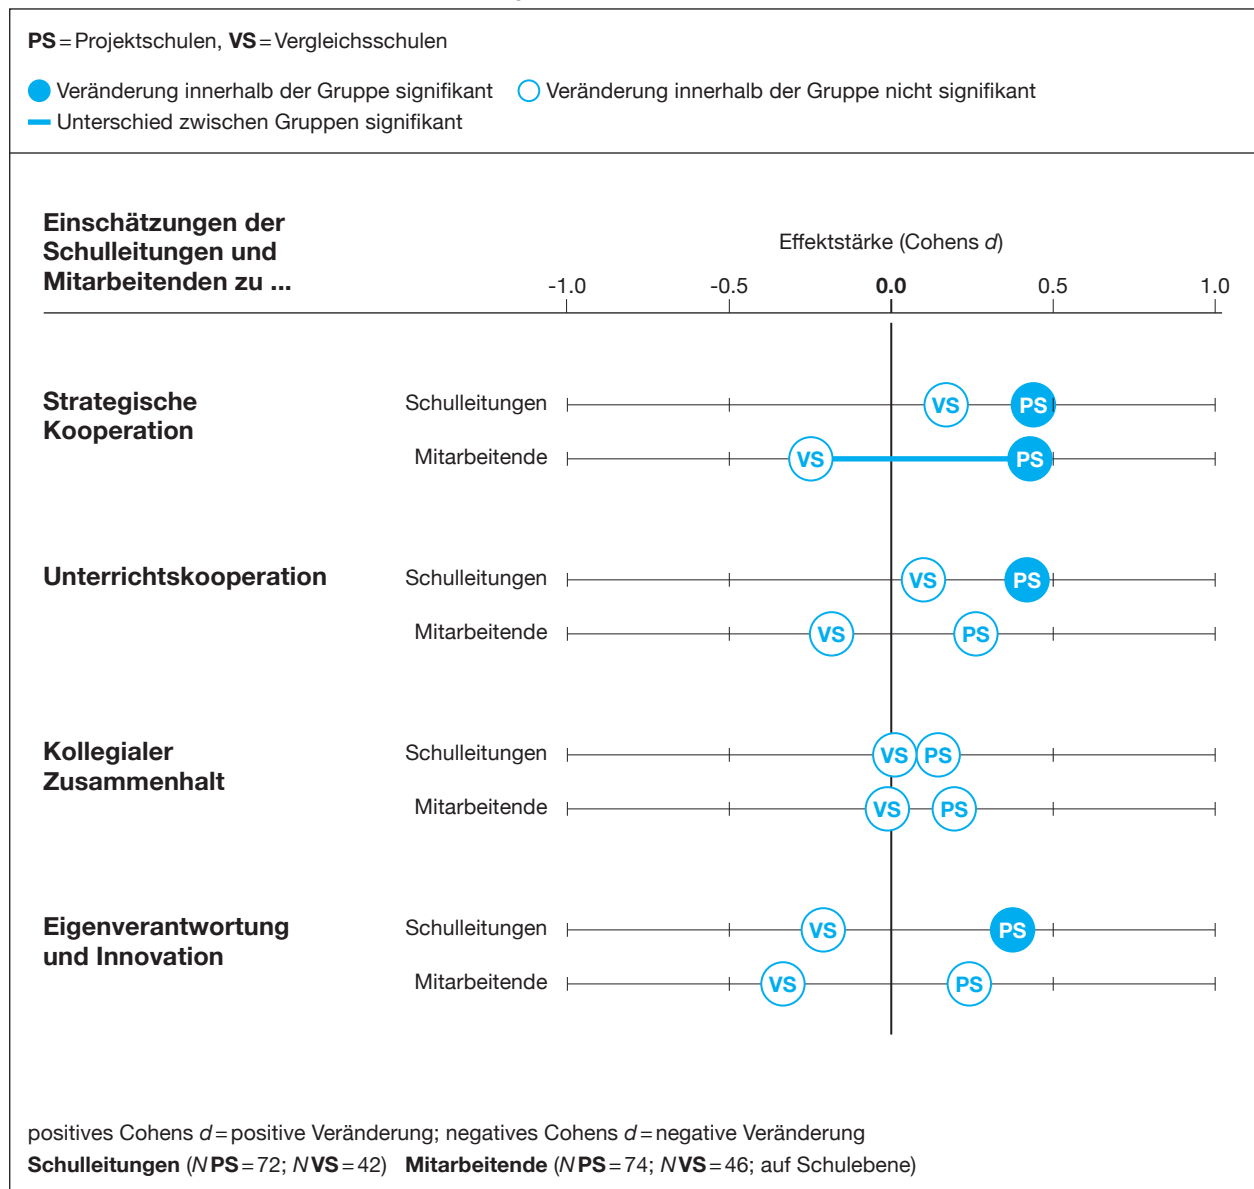 PS = Projektschulen, VS = Vergleichsschulen
Veränderung innerhalb der Gruppe signifikant Veränderung innerhalb der Gruppe nicht signifikant
Unterschied zwischen Gruppen signifikant
Einschätzungen der
Schulleitungen und
Mitarbeitenden zu ...
Effektstärke (Cohens d)
-1.0 -0.5 0.0 0.5 1.0
Strategische
Kooperation
Schulleitungen VS PS
Mitarbeitende VS PS
Unterrichtskooperation
Schulleitungen VS PS
Mitarbeitende VS PS
Kollegialer
Zusammenhalt
Schulleitungen VS PS
Mitarbeitende VS PS
Eigenverantwortung
und Innovation
Schulleitungen VS PS
Mitarbeitende VS PS
positives Cohens d = positive Veränderung; negatives Cohens d = negative Veränderung
Schulleitungen (N PS = 72; N VS = 42) Mitarbeitende (N PS = 74; N VS = 46; auf Schulebene)